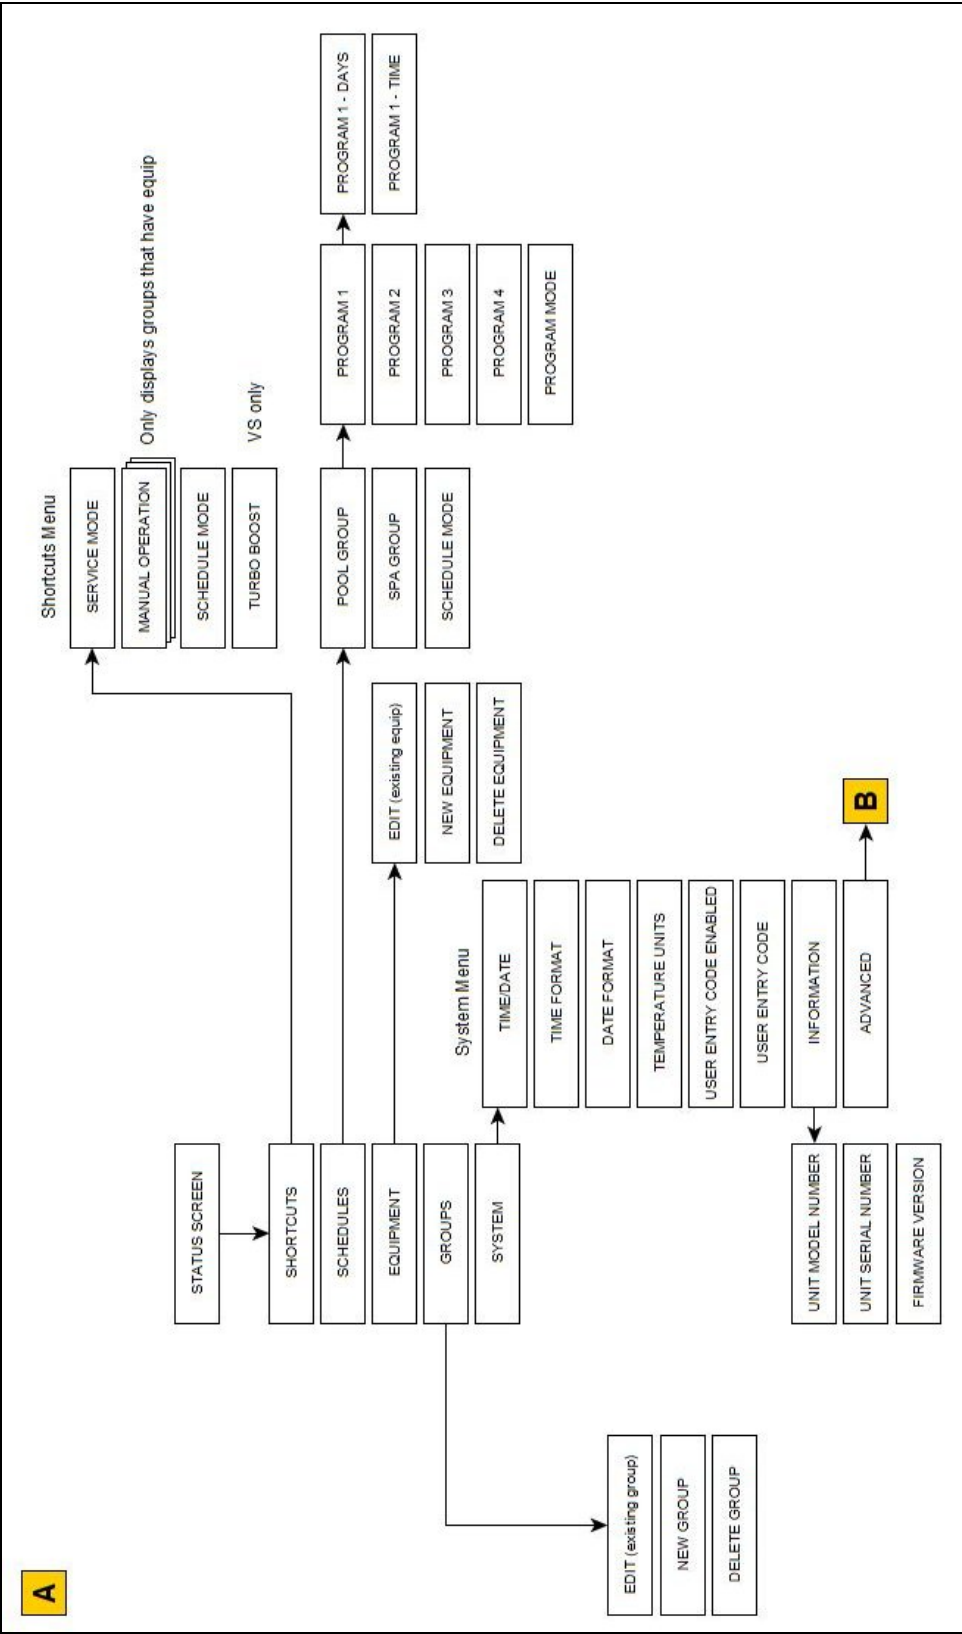 A
STATUS SCREEN
SHORTCUTS
SCHEDULES
EQUIPMENT
GROUPS
SYSTEM
Shortcuts Menu
SERVICE MODE
MANUAL OPERATION
Only displays groups that have equip
SCHEDULE MODE
TURBO BOOST
VS only
POOL GROUP
SPA GROUP
SCHEDULE MODE
PROGRAM 1
PROGRAM 2
PROGRAM 3
PROGRAM 4
PROGRAM MODE
PROGRAM 1 - DAYS
PROGRAM 1 - TIME
EDIT (existing equip)
NEW EQUIPMENT
DELETE EQUIPMENT
EDIT (existing group)
NEW GROUP
DELETE GROUP
System Menu
TIME/DATE
TIME FORMAT
DATE FORMAT
TEMPERATURE UNITS
USER ENTRY CODE ENABLED
USER ENTRY CODE
INFORMATION
ADVANCED
B
UNIT MODEL NUMBER
UNIT SERIAL NUMBER
FIRMWARE VERSION